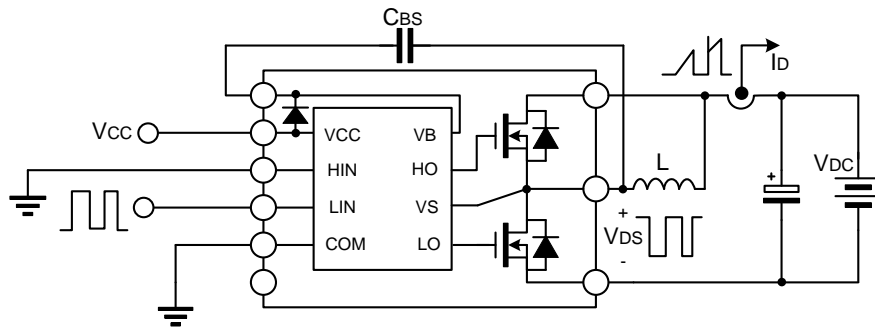 CBS
ID
VCC
VCC
VB
HIN
HO
LIN
VS
COM
LO
L
VDC
+
VDS
-
+